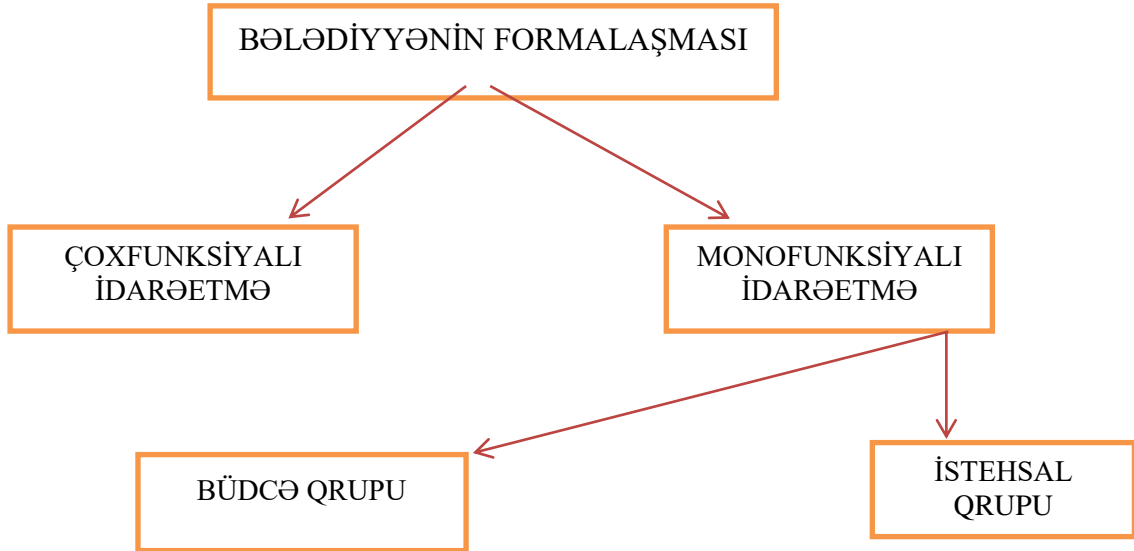 BƏLƏDİYYƏNİN FORMALAŞMASI
ÇOXFUNKSİYALI
İDARƏETMƏ
MONOFUNKSİYALI
İDARƏETMƏ
BÜDCƏ QRUPU
İSTEHSAL
QRUPU